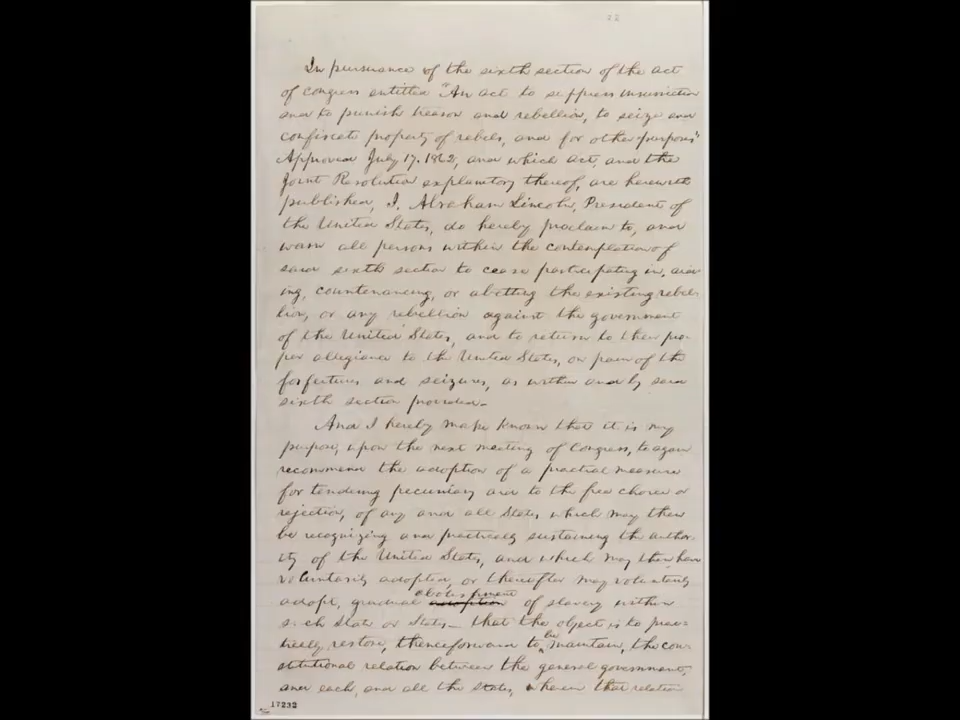 22
In pursuance of the sixth section of the act
of congress entitled "An act to suppress insurrection
and to punish treason and rebellion, to seize and
confiscate property of rebels, and for other purposes"
Approved July 17. 1862, and which act, and the
Joint Resolution explanatory thereof, are herewith
published, I, Abraham Lincoln, President of
the United States, do hereby proclaim to, and
warn all persons within the contemplation of
said sixth section to cease participating in, aid-
ing, countenancing, or abetting the existing rebel-
lion, or any rebellion against the government
of the United States, and to return to their pro-
per allegiance to the United States, on pain of the
forfeitures and seizures, as within and by said
sixth section provided—
And I hereby make known that it is my
purpose, upon the next meeting of Congress, to again
recommend the adoption of a practical measure
for tendering pecuniary aid to the free choice or
rejection, of any and all States which may then
be recognizing and practically sustaining the author-
ity of the United States, and which may then have
voluntarily adopted, or thereafter may voluntarily
abolishment
adopt, gradual adoption of slavery within
such State or States— that the object is to prac-
tically restore, thenceforward to be maintain, the con-
stitutional relation between the general government,
and each, and all the states, wherein that relation
17232